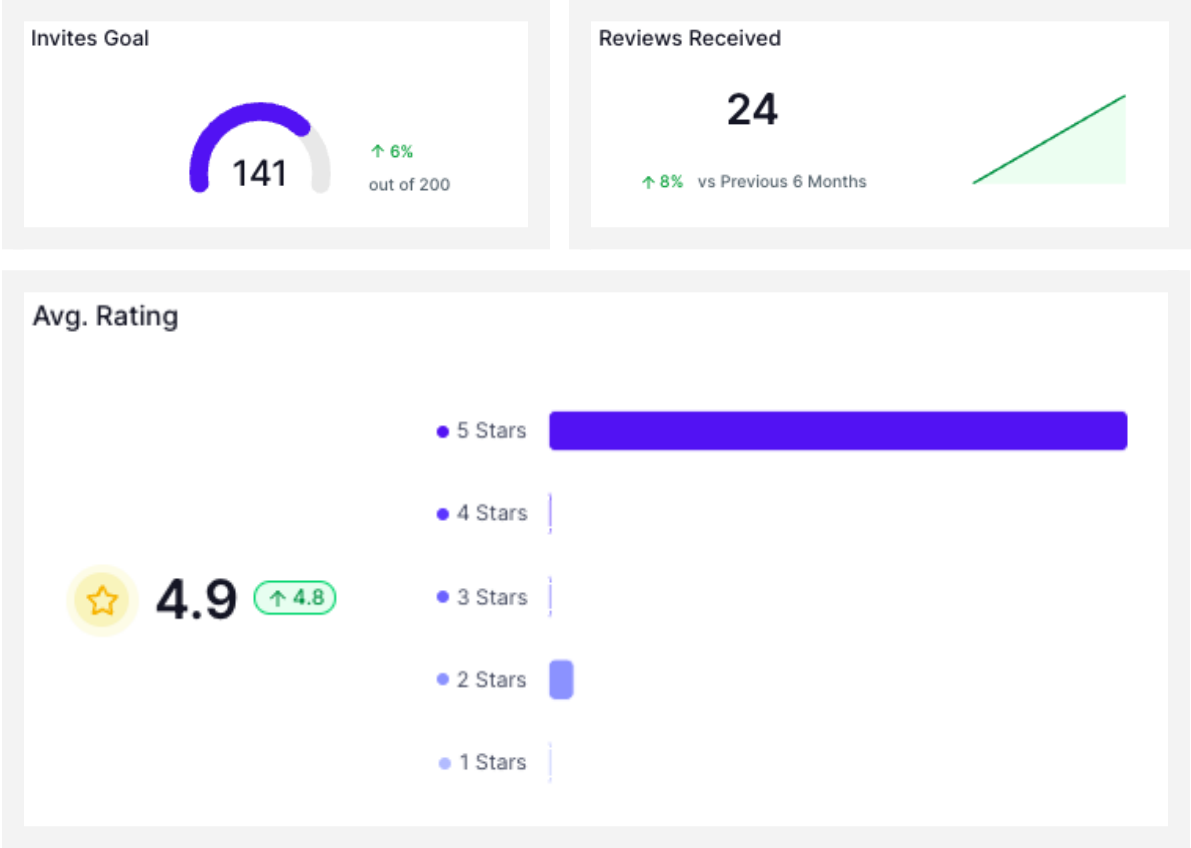 Invites Goal
141
↑ 6%
out of 200
Reviews Received
24
↑ 8% vs Previous 6 Months
Avg. Rating
4.9 ↑ 4.8
5 Stars
4 Stars
3 Stars
2 Stars
1 Stars